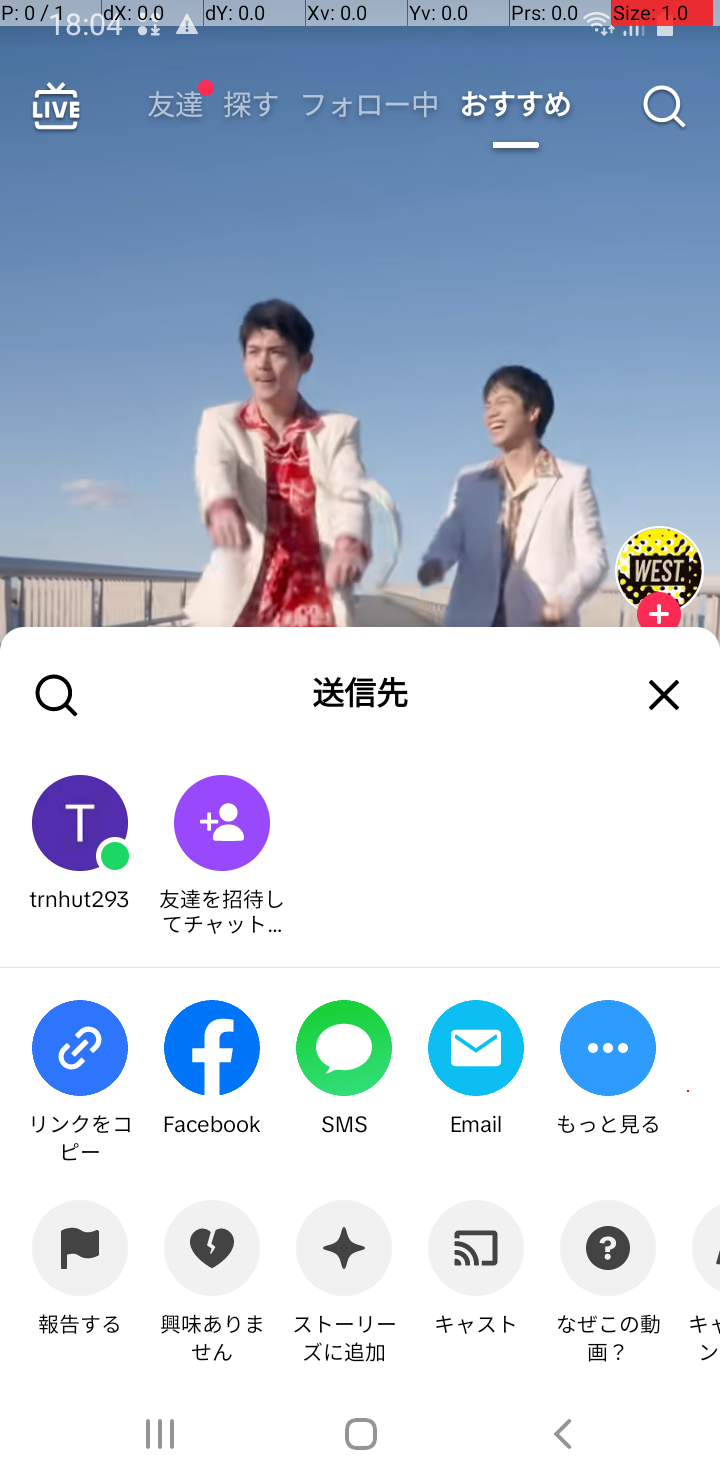 P: 0 / 1 dX: 0.0 dY: 0.0 Xv: 0.0 Yv: 0.0 Prs: 0.0 Size: 1.0
18:04
LIVE 友達 探す フォロー中 おすすめ
WEST.
送信先
T
trnhut293
友達を招待し
てチャット...
リンクをコ
ピー
Facebook
SMS
Email
もっと見る
報告する
興味ありま
せん
ストーリー
ズに追加
キャスト
なぜこの動
画？